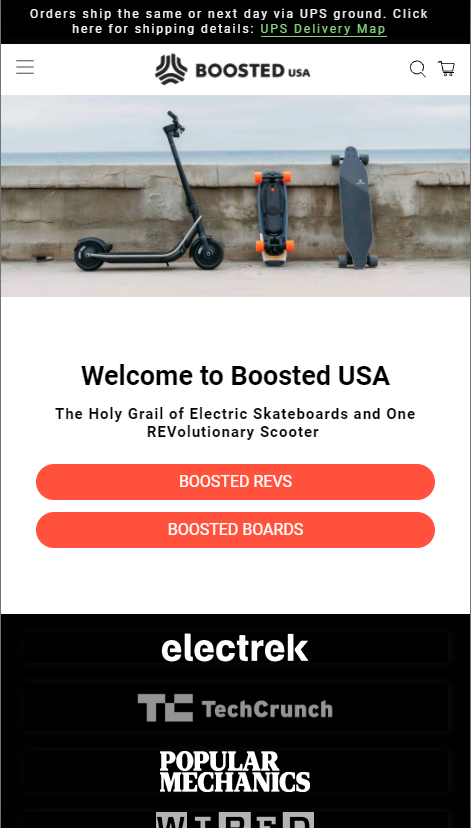 Orders ship the same or next day via UPS ground. Click
here for shipping details: UPS Delivery Map
BOOSTED USA
Welcome to Boosted USA
The Holy Grail of Electric Skateboards and One
REVolutionary Scooter
BOOSTED REVS
BOOSTED BOARDS
electrek
TC TechCrunch
POPULAR
MECHANICS
WIRED